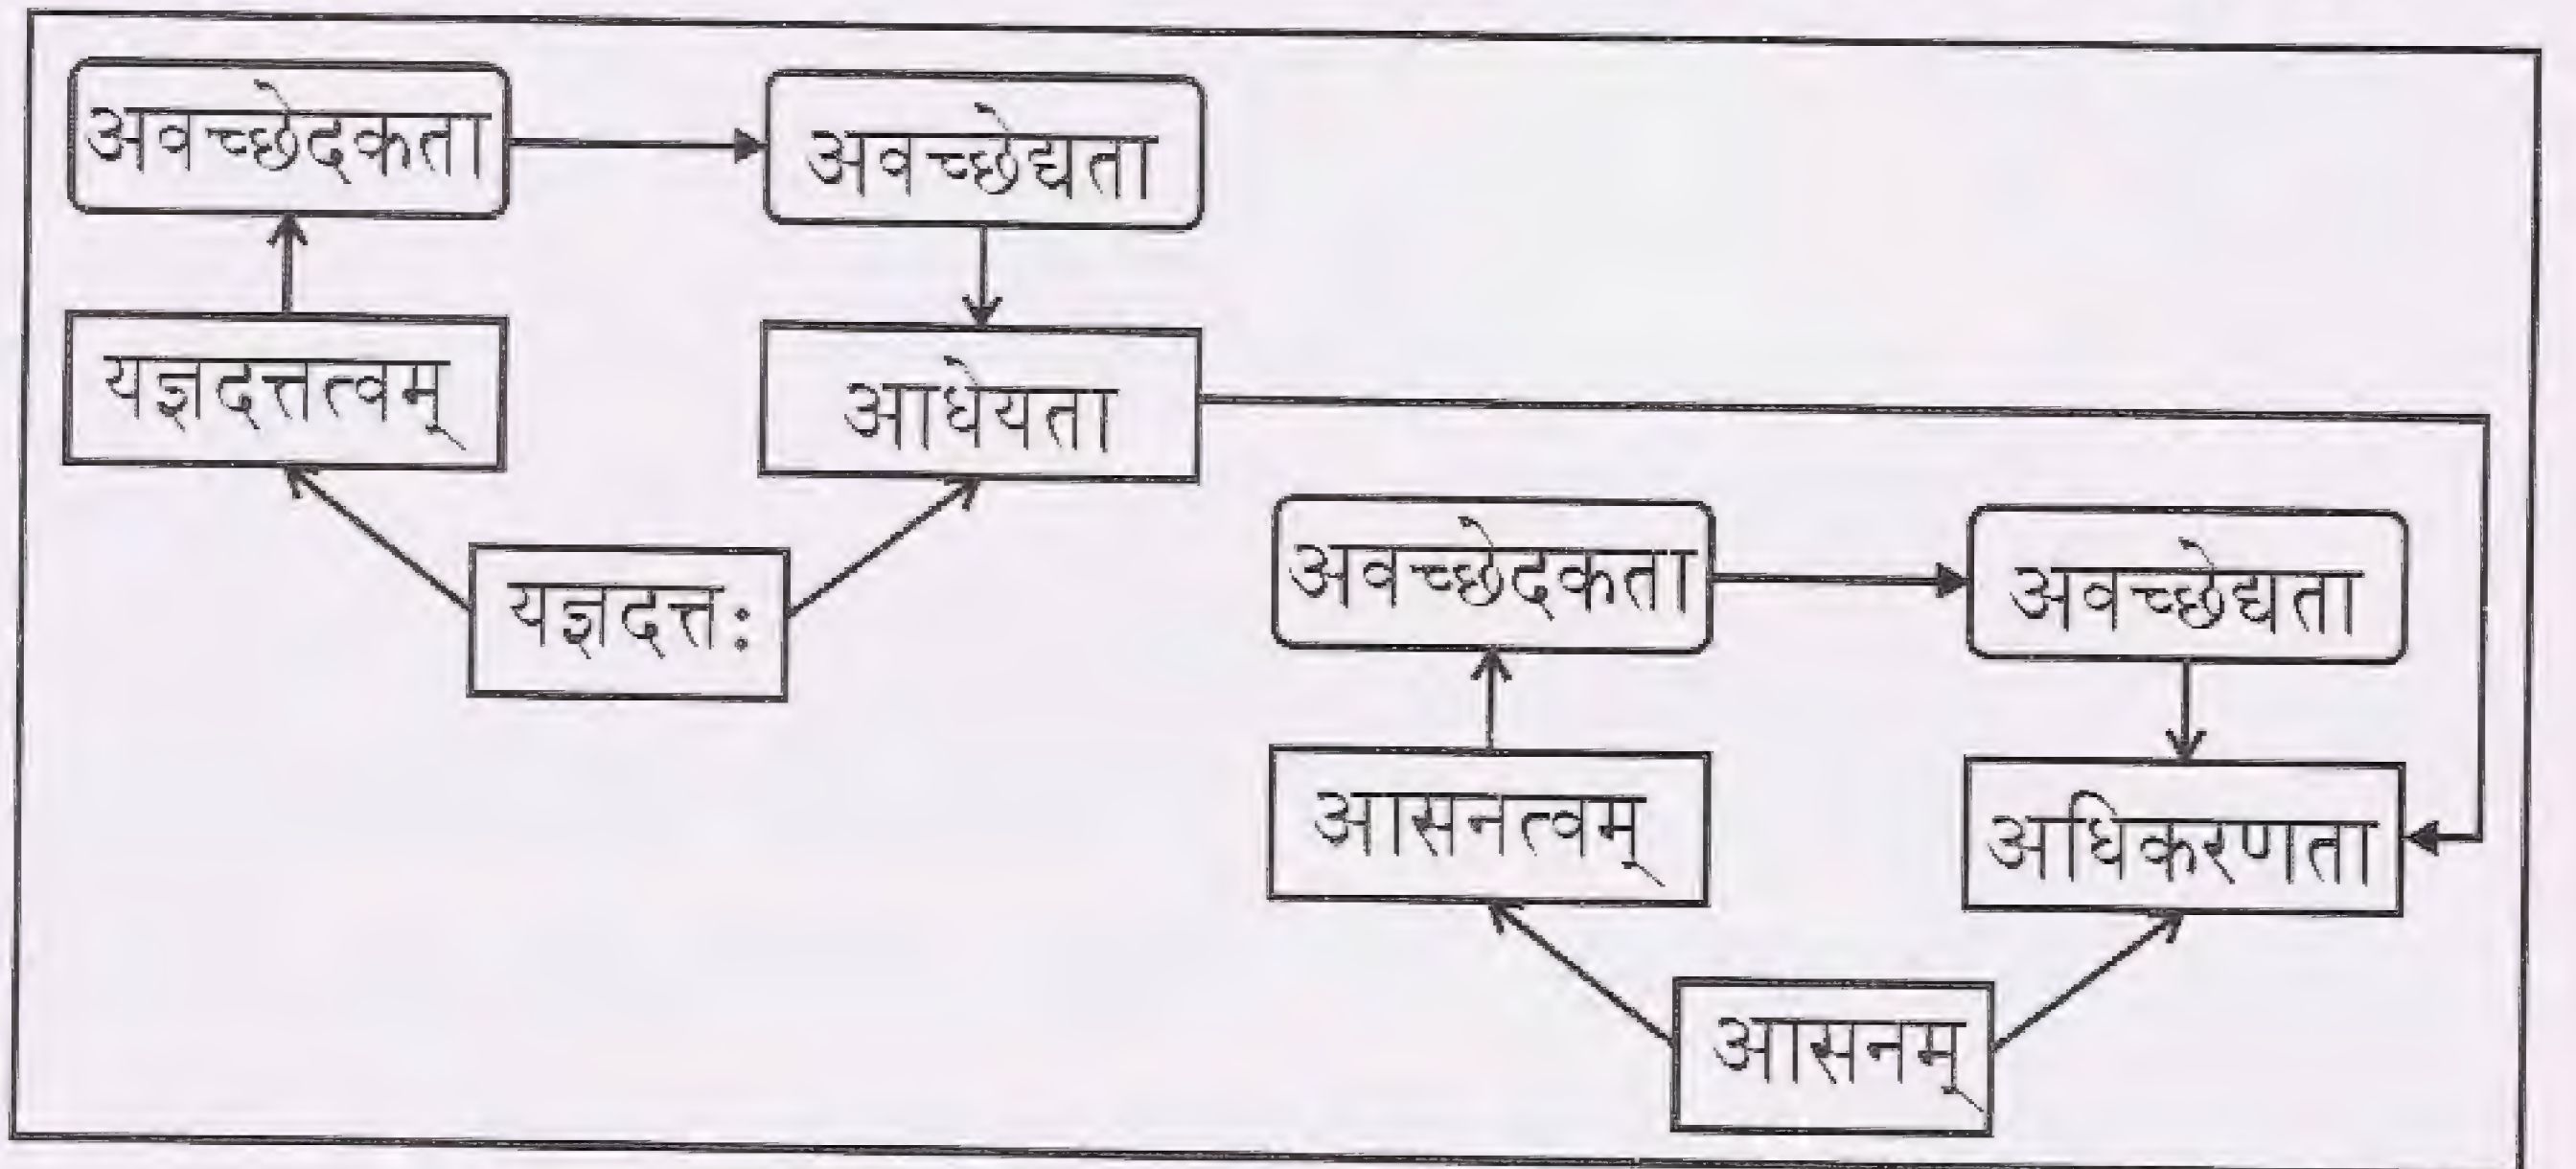 अवच्छेदकता
अवच्छेद्यता
यज्ञदत्तत्वम्
आधेयता
यज्ञदत्तः
अवच्छेदकता
अवच्छेद्यता
आसनत्वम्
अधिकरणता
आसनम्